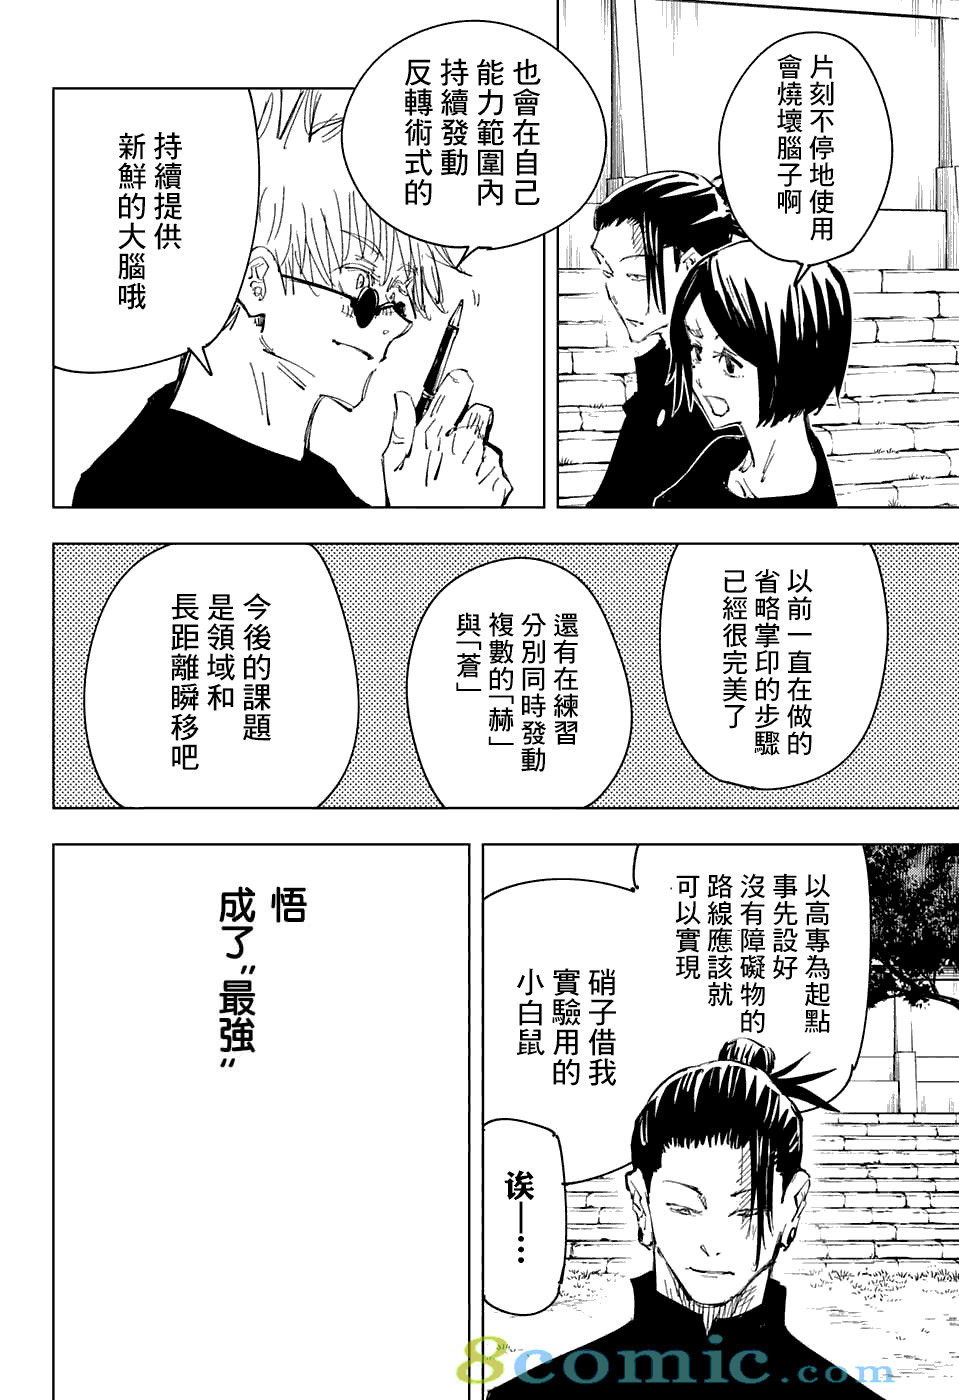 片刻不停地使用
會燒壞腦子啊
也會在自己
能力範圍內
持續發動
反轉術式的
持續提供
新鮮的大腦哦
以前一直在做的
省略掌印的步驟
已經很完美了
還有在練習
分別同時發動
複數的「赫」
與「蒼」
今後的課題
是領域和
長距離瞬移吧
以高專為起點
事先設好
沒有障礙物的
路線應該就
可以實現
硝子借我
實驗用的
小白鼠
诶——…
悟
成了〝最強〞
8comic.com